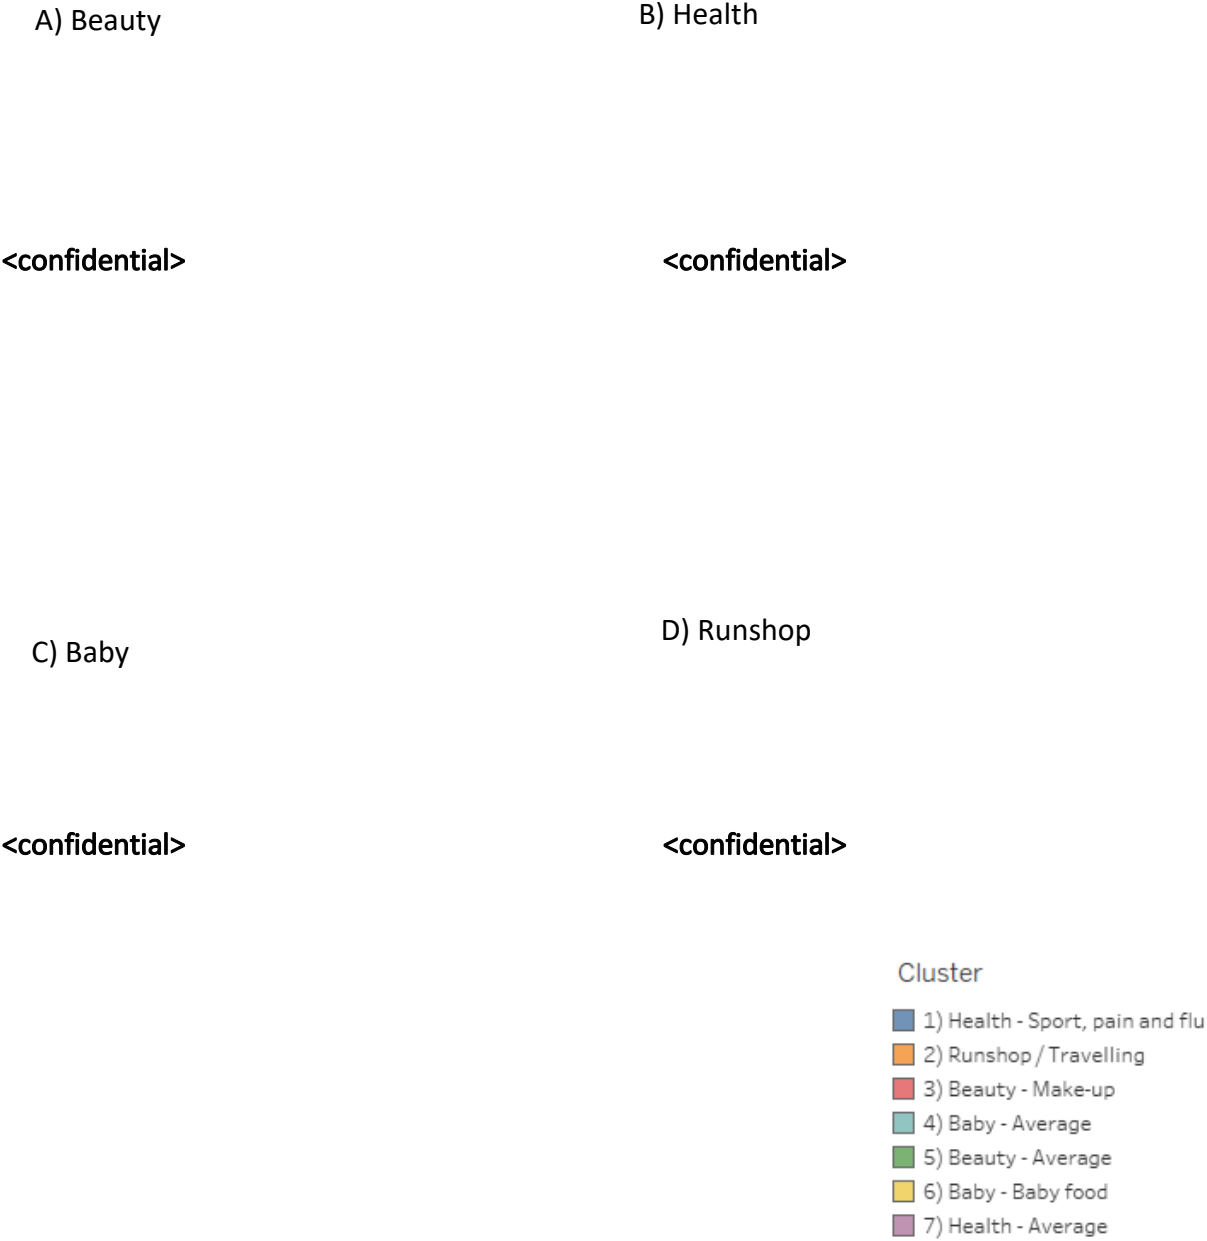 A) Beauty
B) Health
<confidential>
<confidential>
C) Baby
D) Runshop
<confidential>
<confidential>
Cluster
1) Health - Sport, pain and flu
2) Runshop / Travelling
3) Beauty - Make-up
4) Baby - Average
5) Beauty - Average
6) Baby - Baby food
7) Health - Average